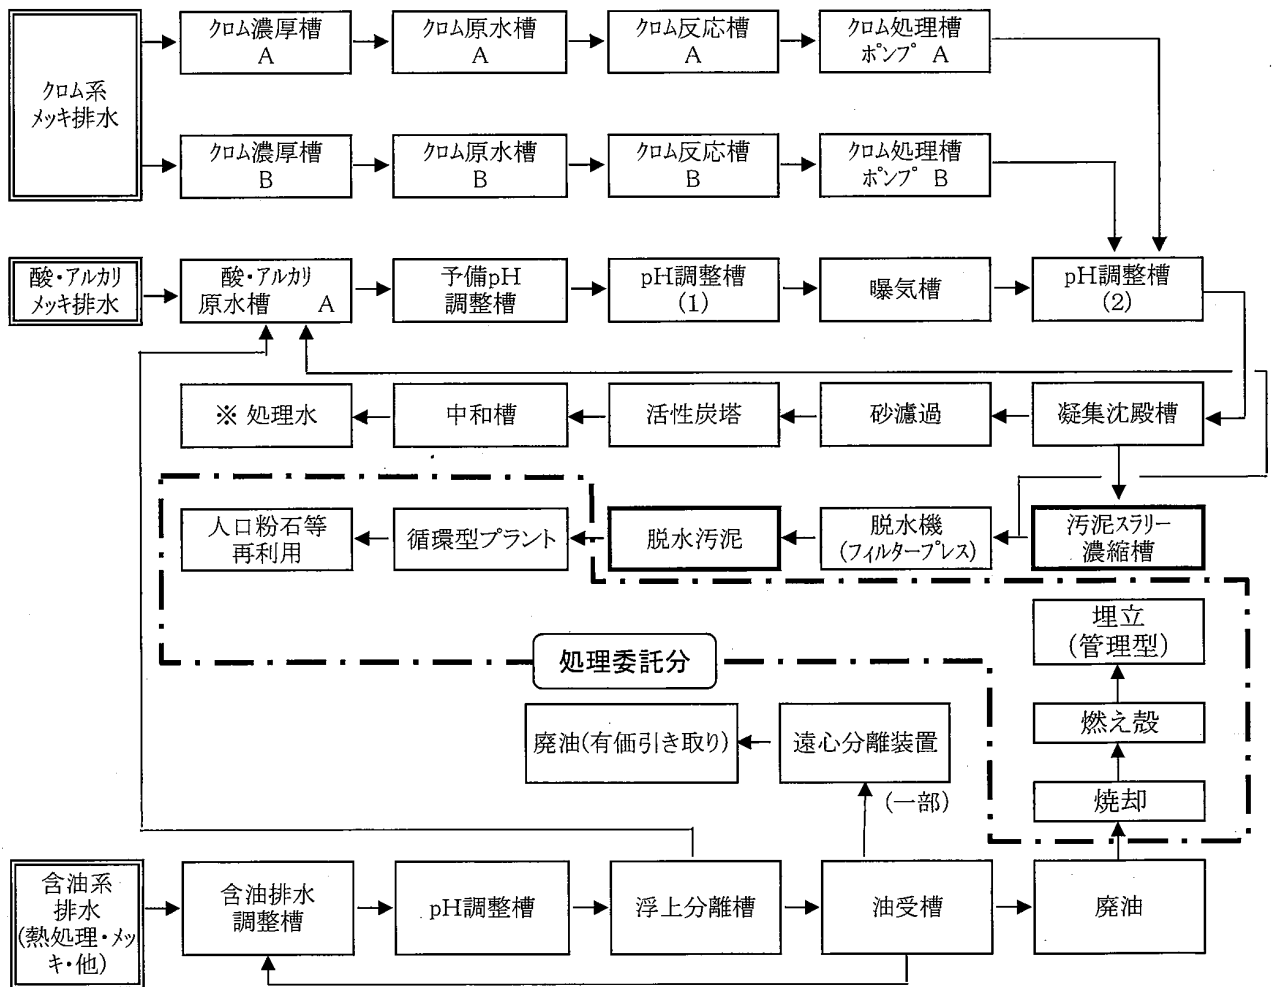 クロム系
メッキ排水
クロム濃厚槽
A
クロム原水槽
A
クロム反応槽
A
クロム処理槽
ポンプ A
クロム濃厚槽
B
クロム原水槽
B
クロム反応槽
B
クロム処理槽
ポンプ B
酸・アルカリ
メッキ排水
酸・アルカリ
原水槽 A
予備pH
調整槽
pH調整槽
(1)
曝気槽
pH調整槽
(2)
※ 処理水
中和槽
活性炭塔
砂濾過
凝集沈殿槽
人口粉石等
再利用
循環型プラント
脱水汚泥
脱水機
(フィルタープレス)
汚泥スラリー
濃縮槽
埋立
(管理型)
処理委託分
廃油(有価引き取り)
遠心分離装置
燃え殻
(一部)
焼却
含油系
排水
(熱処理・メッ
キ・他)
含油排水
調整槽
pH調整槽
浮上分離槽
油受槽
廃油